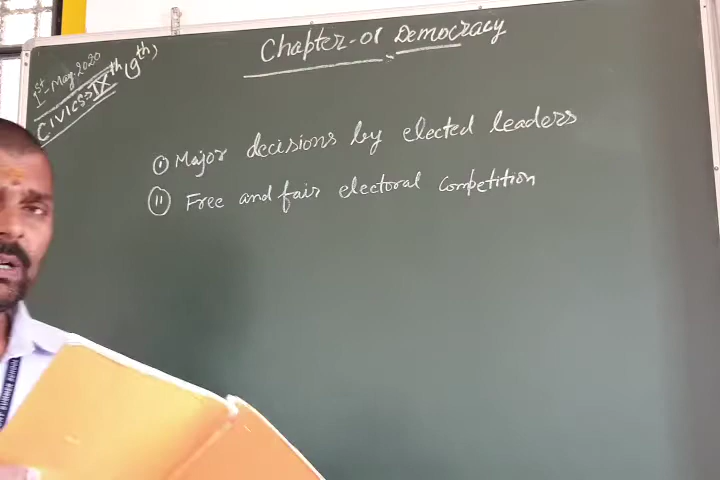 Chapter-01 Democracy
1st-May-2020
CIVICS:- IXth (9th)
(i) Major decisions by elected leaders
(ii) Free and fair electoral competition